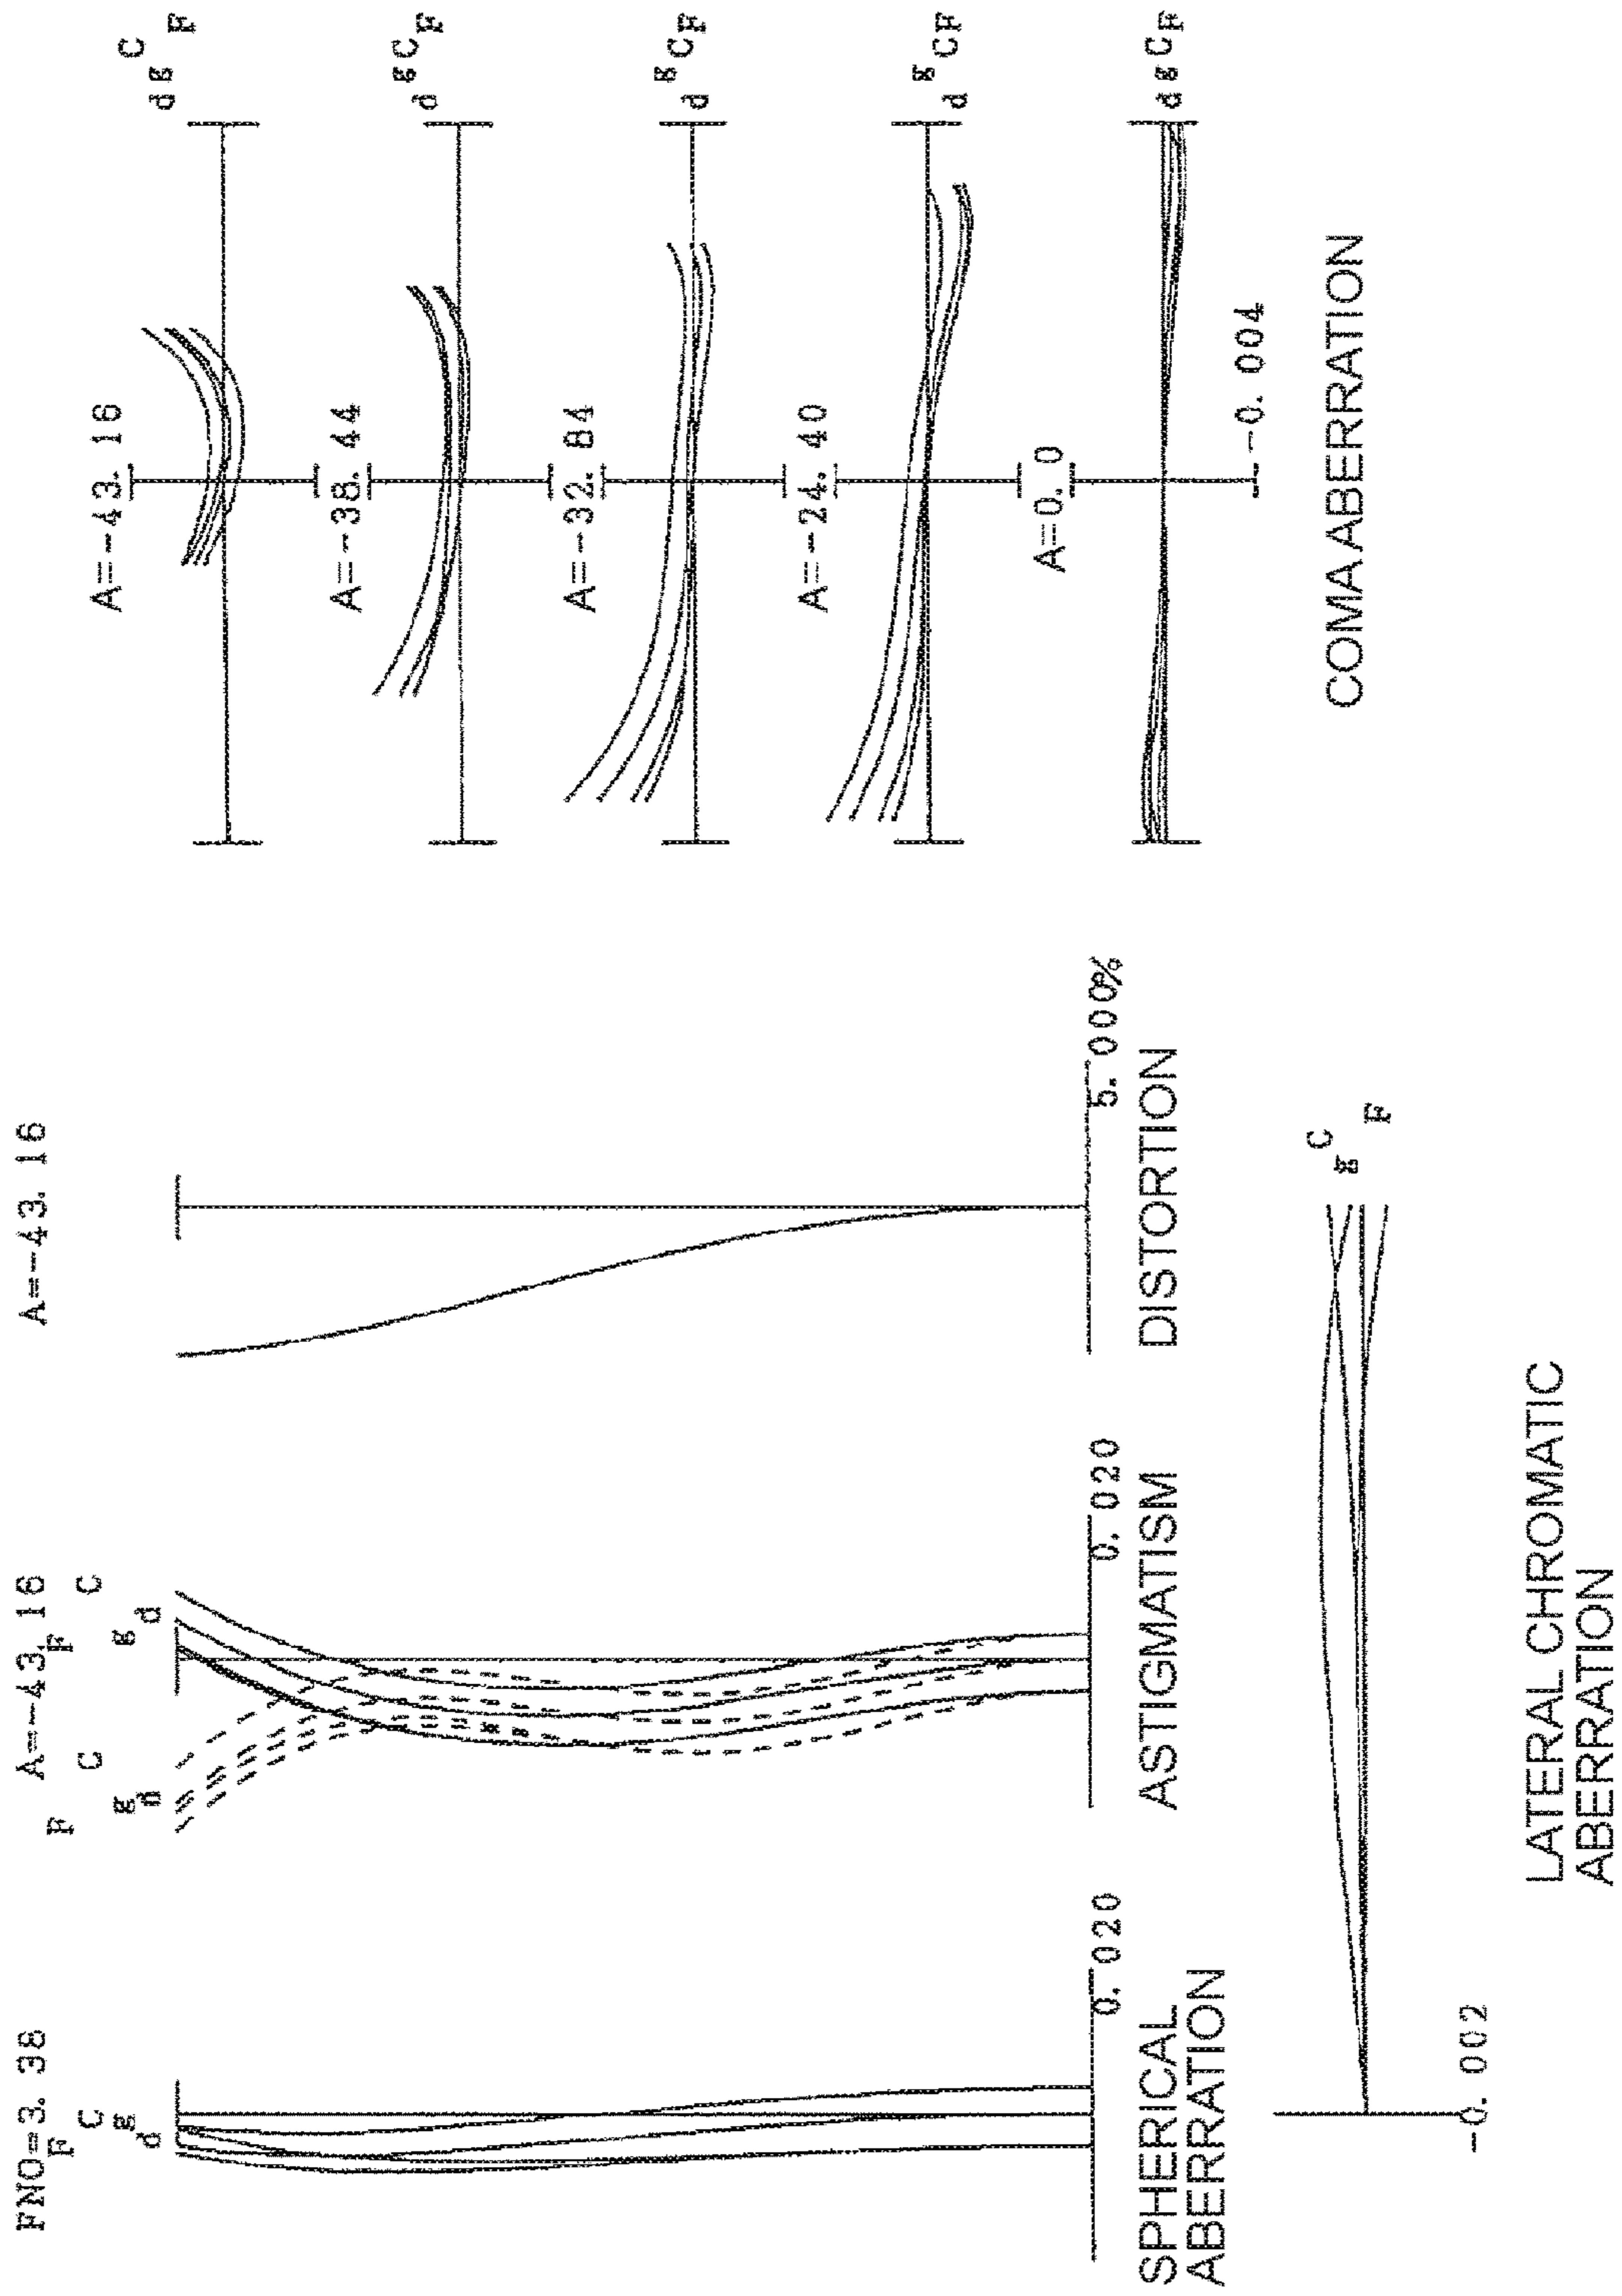 FNO=3. 38
F
C
g
d
0. 020
SPHERICAL
ABERRATION
A=-43. 16
F
C
g
d
F
C
g
d
0. 020
ASTIGMATISM
A=-43. 16
5. 000%
DISTORTION
A=-43. 16
d g C F
A=-38. 44
d g C F
A=-32. 84
d g C F
A=-24. 40
d g C F
A=0. 0
d g C F
-0. 004
COMA ABERRATION
C
g
F
-0. 002
LATERAL CHROMATIC
ABERRATION